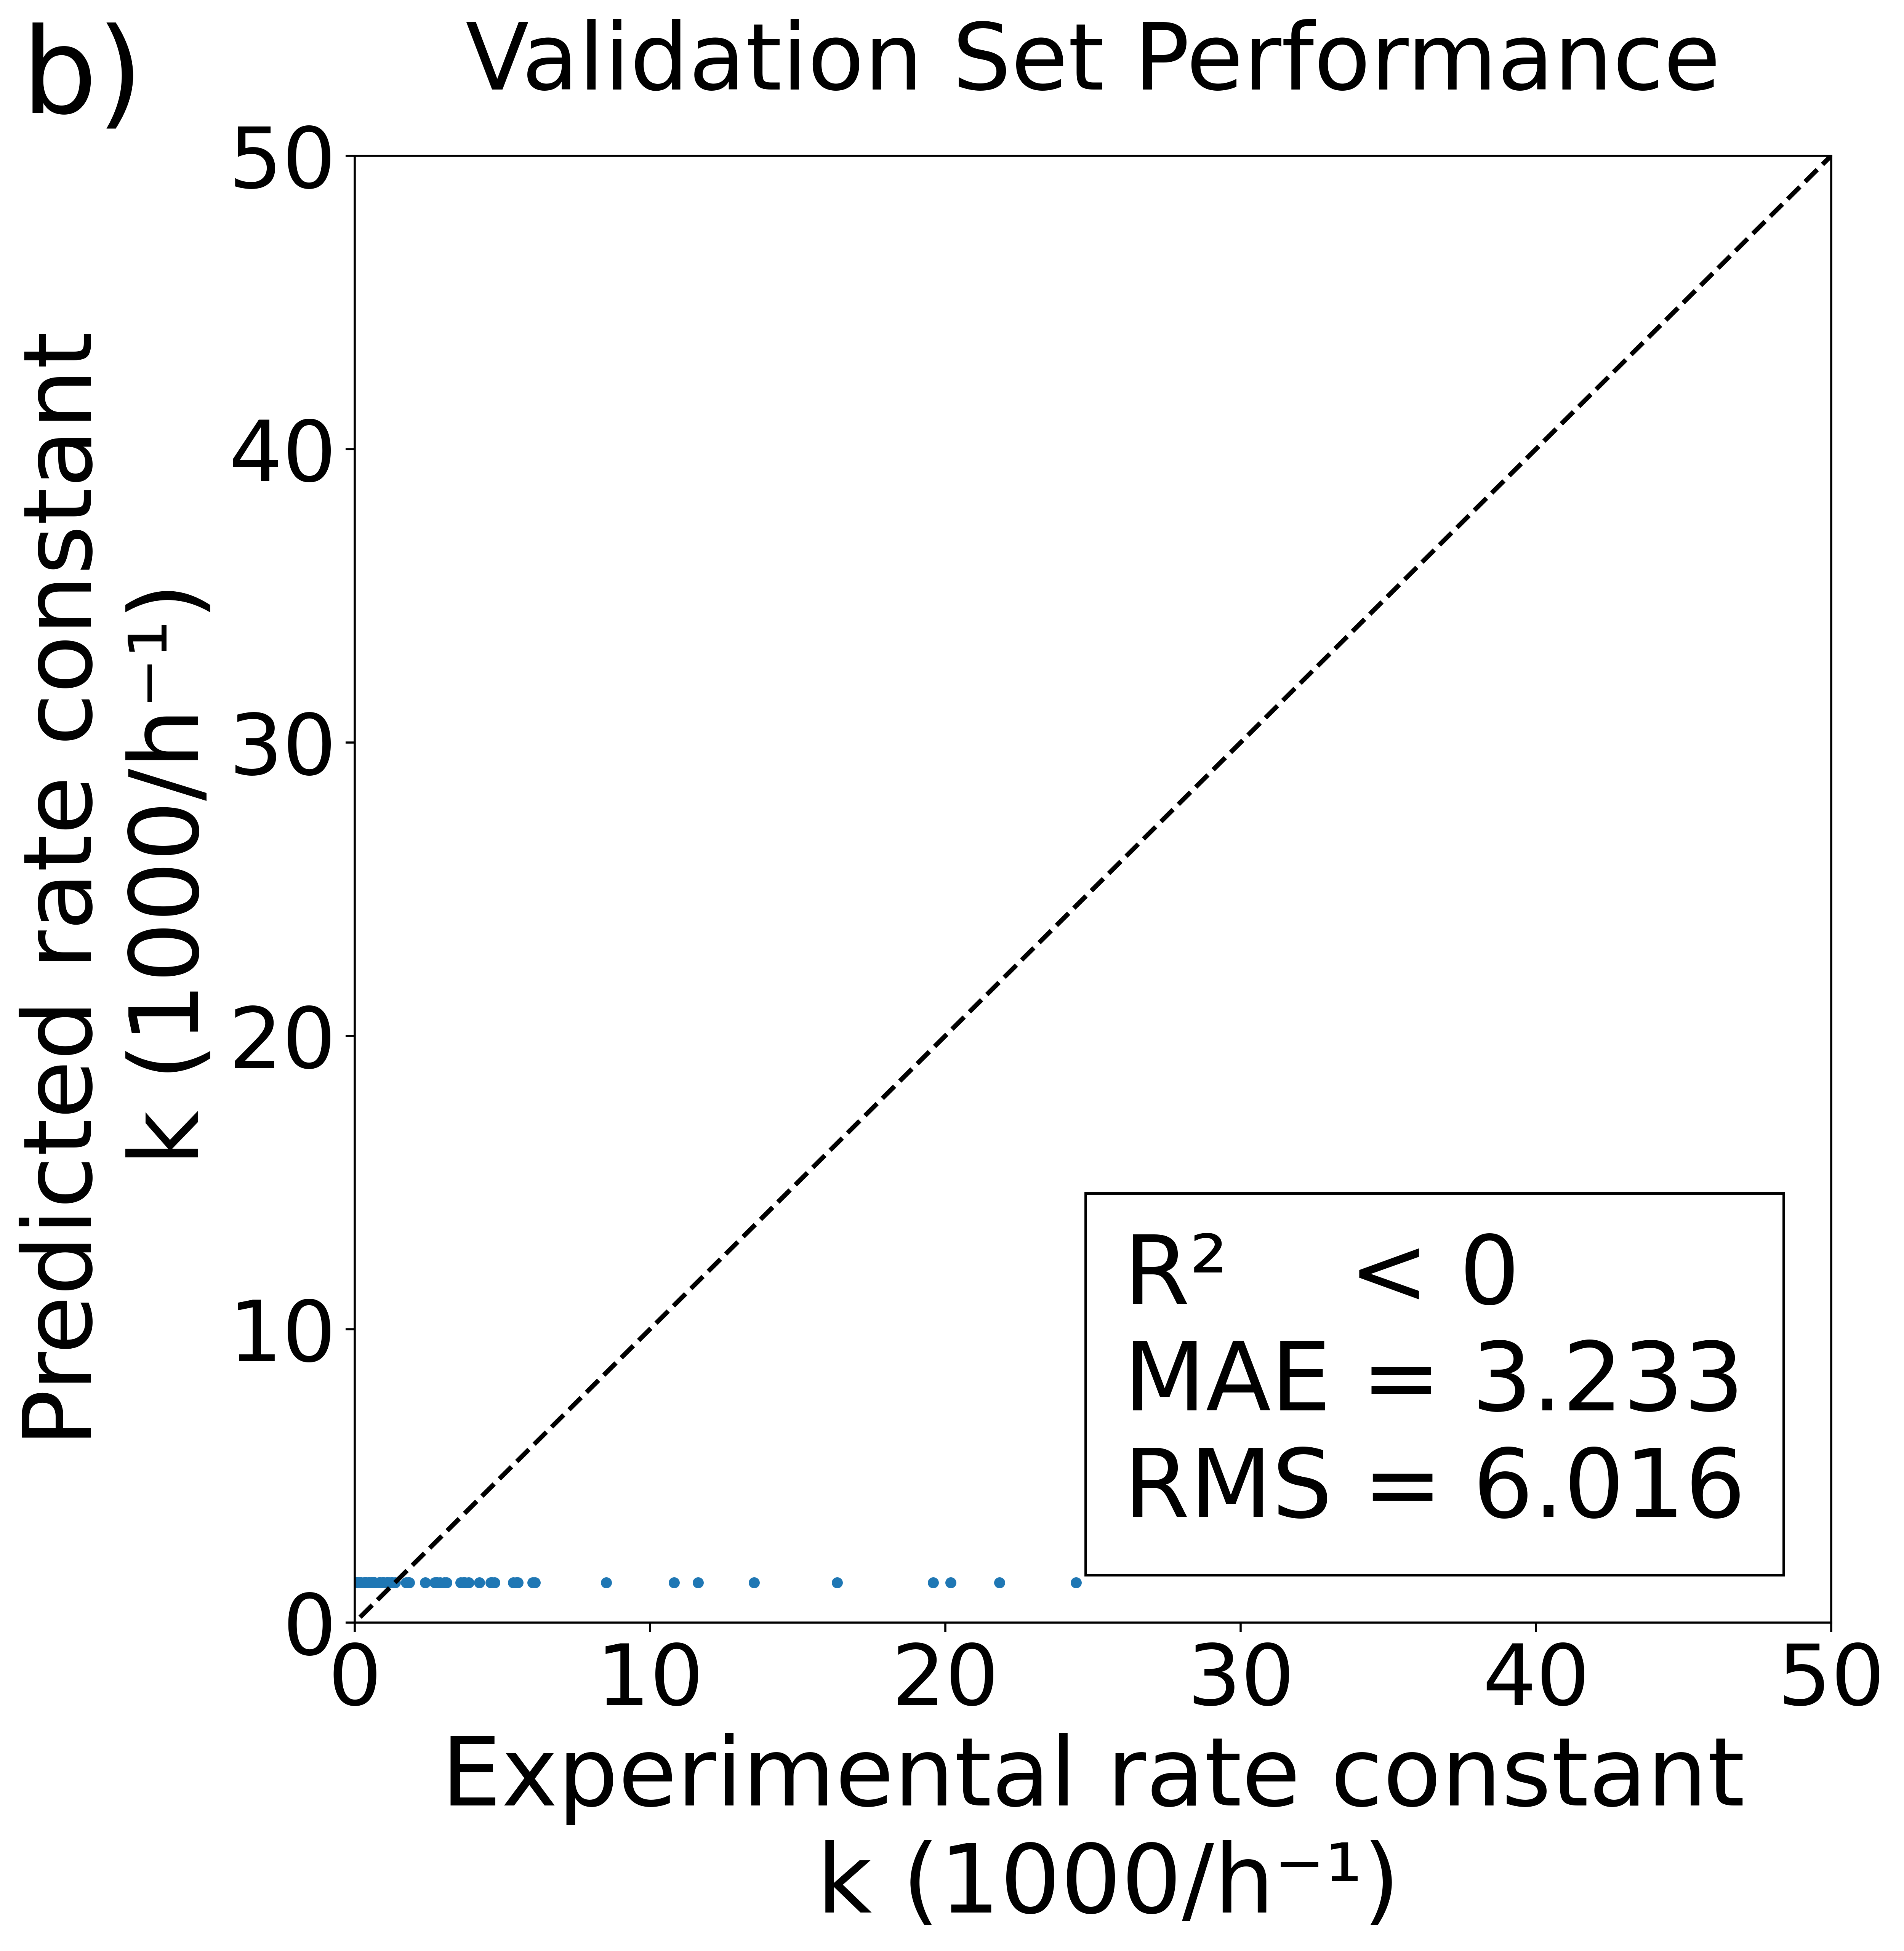 b)
Validation Set Performance
Predicted rate constant
k (1000/h⁻¹)
50
40
30
20
10
0
R² < 0
MAE = 3.233
RMS = 6.016
0 10 20 30 40 50
Experimental rate constant
k (1000/h⁻¹)